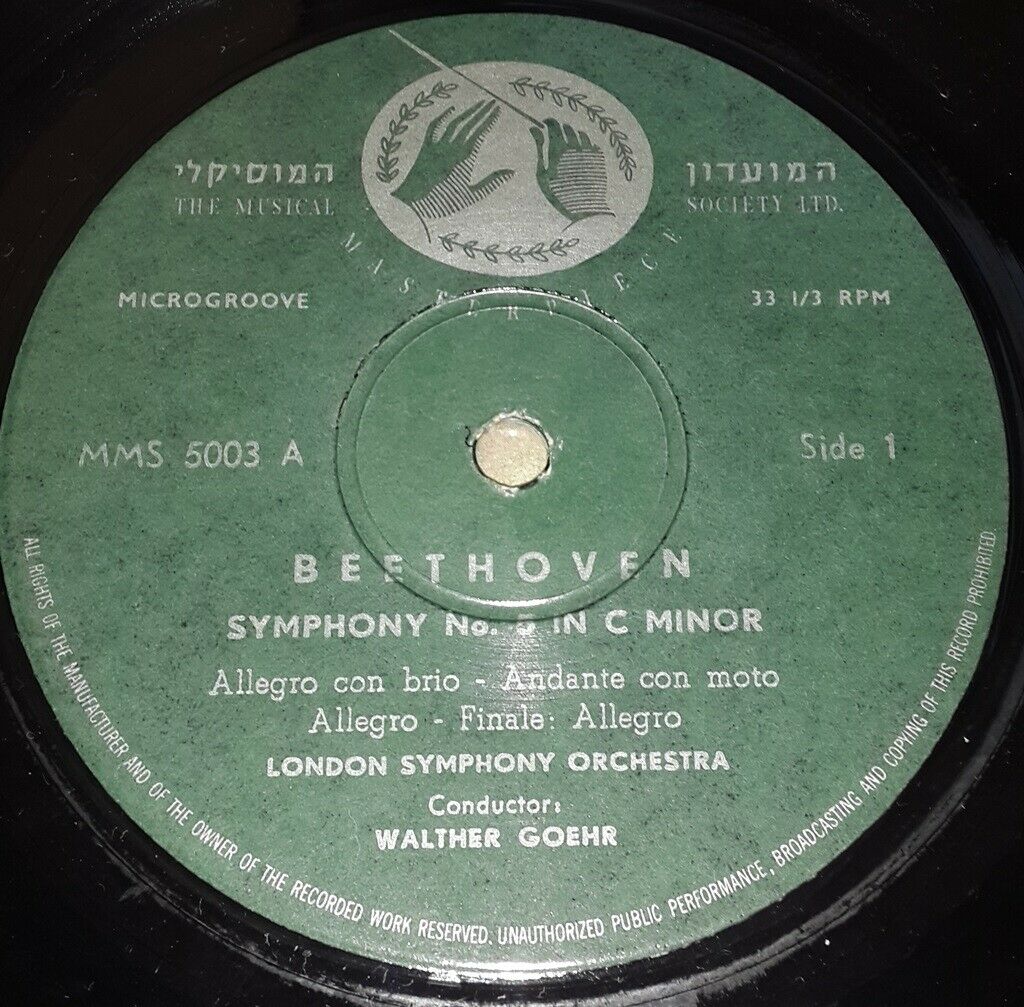 המועדון המוסיקלי
THE MUSICAL SOCIETY LTD.
MASTERPIECE
MICROGROOVE
33 1/3 RPM
MMS 5003 A
Side 1
BEETHOVEN
SYMPHONY No. 5 IN C MINOR
Allegro con brio - Andante con moto
Allegro - Finale: Allegro
LONDON SYMPHONY ORCHESTRA
Conductor:
WALTHER GOEHR
ALL RIGHTS OF THE MANUFACTURER AND OF THE OWNER OF THE RECORDED WORK RESERVED. UNAUTHORIZED PUBLIC PERFORMANCE, BROADCASTING AND COPYING OF THIS RECORD PROHIBITED.